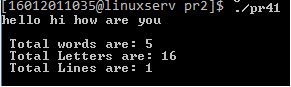 [16012011035@linuxserv pr2]$ ./pr41
hello hi how are you
Total words are: 5
Total Letters are: 16
Total Lines are: 1